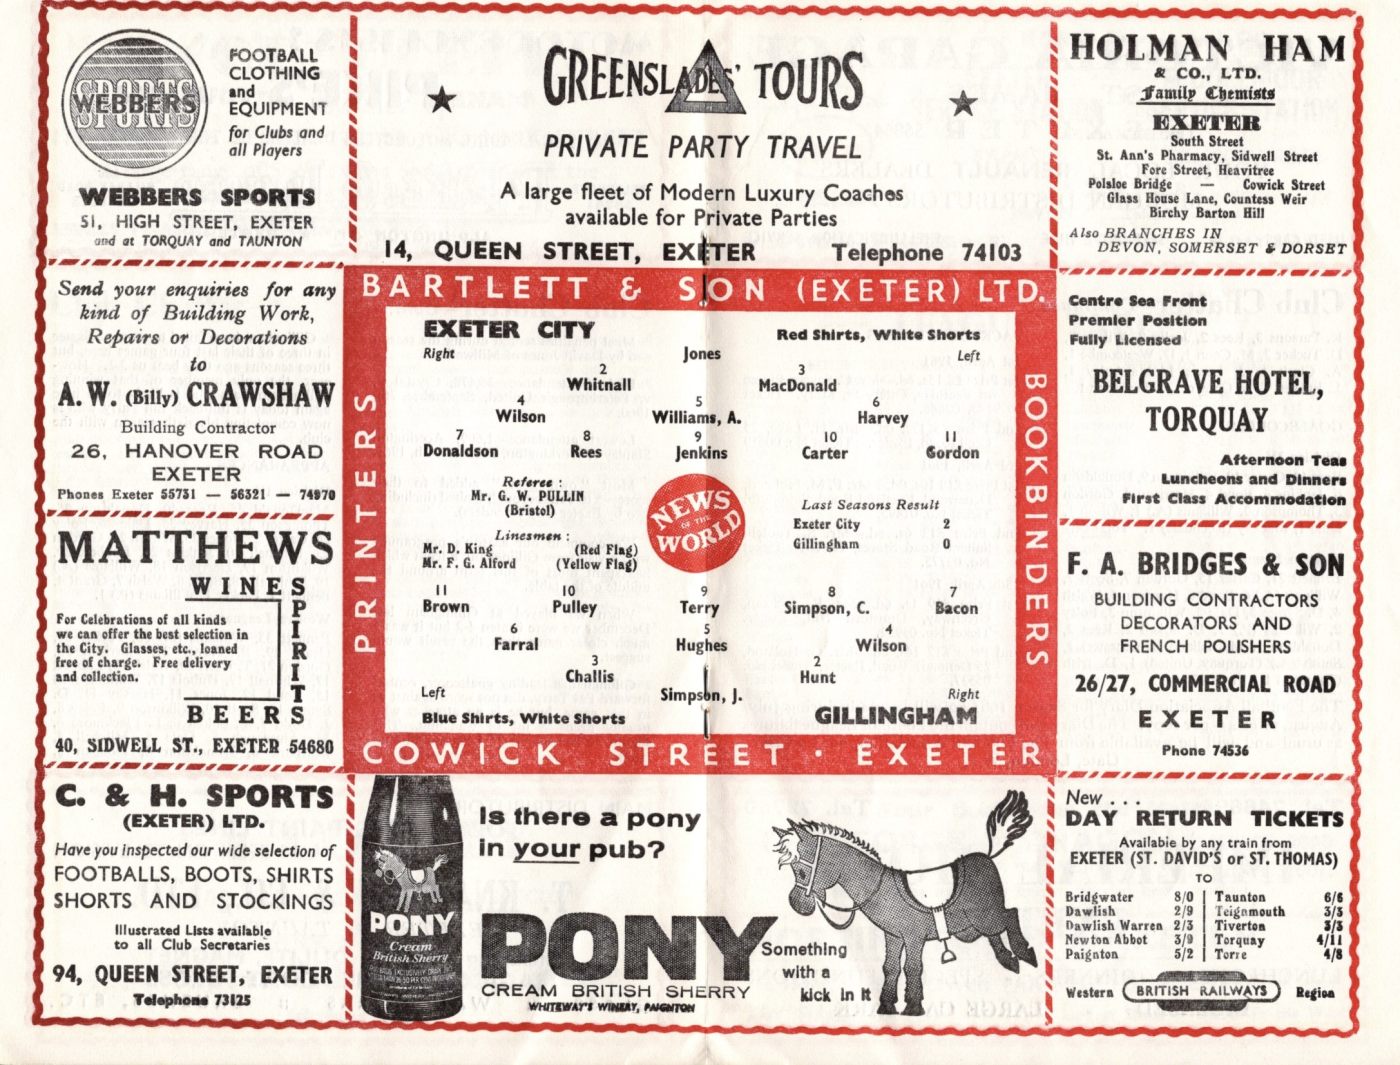 WEBBERS
SPORTS
FOOTBALL
CLOTHING
and
EQUIPMENT
for Clubs and
all Players
WEBBERS SPORTS
51, HIGH STREET, EXETER
and at TORQUAY and TAUNTON
GREENSLADES' TOURS
PRIVATE PARTY TRAVEL
A large fleet of Modern Luxury Coaches
available for Private Parties
14, QUEEN STREET, EXETER Telephone 74103
HOLMAN HAM
& CO., LTD.
Family Chemists
EXETER
South Street
St. Ann's Pharmacy, Sidwell Street
Fore Street, Heavitree
Polsloe Bridge — Cowick Street
Glass House Lane, Countess Weir
Birchy Barton Hill
Also BRANCHES IN
DEVON, SOMERSET & DORSET
Send your enquiries for any
kind of Building Work,
Repairs or Decorations
to
A. W. (Billy) CRAWSHAW
Building Contractor
26, HANOVER ROAD
EXETER
Phones Exeter 55731 — 56321 — 74970
MATTHEWS
WINES
SPIRITS
BEERS
For Celebrations of all kinds
we can offer the best selection in
the City. Glasses, etc., loaned
free of charge. Free delivery
and collection.
40, SIDWELL ST., EXETER 54680
BARTLETT & SON (EXETER) LTD.
PRINTERS
BOOKBINDERS
COWICK STREET · EXETER
EXETER CITY
Red Shirts, White Shorts
Right
Jones
Left
2
Whitnall
3
MacDonald
4
Wilson
5
Williams, A.
6
Harvey
7
Donaldson
8
Rees
9
Jenkins
10
Carter
11
Gordon
Referee :
Mr. G. W. PULLIN
(Bristol)
Linesmen :
Mr. D. King (Red Flag)
Mr. F. G. Alford (Yellow Flag)
NEWS
OF THE
WORLD
Last Seasons Result
Exeter City 2
Gillingham 0
11
Brown
10
Pulley
9
Terry
8
Simpson, C.
7
Bacon
6
Farral
5
Hughes
4
Wilson
3
Challis
2
Hunt
Left
Simpson, J.
Right
Blue Shirts, White Shorts
GILLINGHAM
Centre Sea Front
Premier Position
Fully Licensed
BELGRAVE HOTEL,
TORQUAY
Afternoon Teas
Luncheons and Dinners
First Class Accommodation
F. A. BRIDGES & SON
BUILDING CONTRACTORS
DECORATORS AND
FRENCH POLISHERS
26/27, COMMERCIAL ROAD
EXETER
Phone 74536
C. & H. SPORTS
(EXETER) LTD.
Have you inspected our wide selection of
FOOTBALLS, BOOTS, SHIRTS
SHORTS AND STOCKINGS
Illustrated Lists available
to all Club Secretaries
94, QUEEN STREET, EXETER
Telephone 73125
PONY
Cream
British Sherry
Is there a pony
in your pub?
PONY
CREAM BRITISH SHERRY
WHITEWAY'S WINERY, PAIGNTON
Something
with a
kick in it
New . . .
DAY RETURN TICKETS
Available by any train from
EXETER (ST. DAVID'S or ST. THOMAS)
TO
Bridgwater 8/0 Taunton 6/6
Dawlish 2/9 Teignmouth 3/3
Dawlish Warren 2/3 Tiverton 3/3
Newton Abbot 3/9 Torquay 4/11
Paignton 5/2 Torre 4/8
Western BRITISH RAILWAYS Region